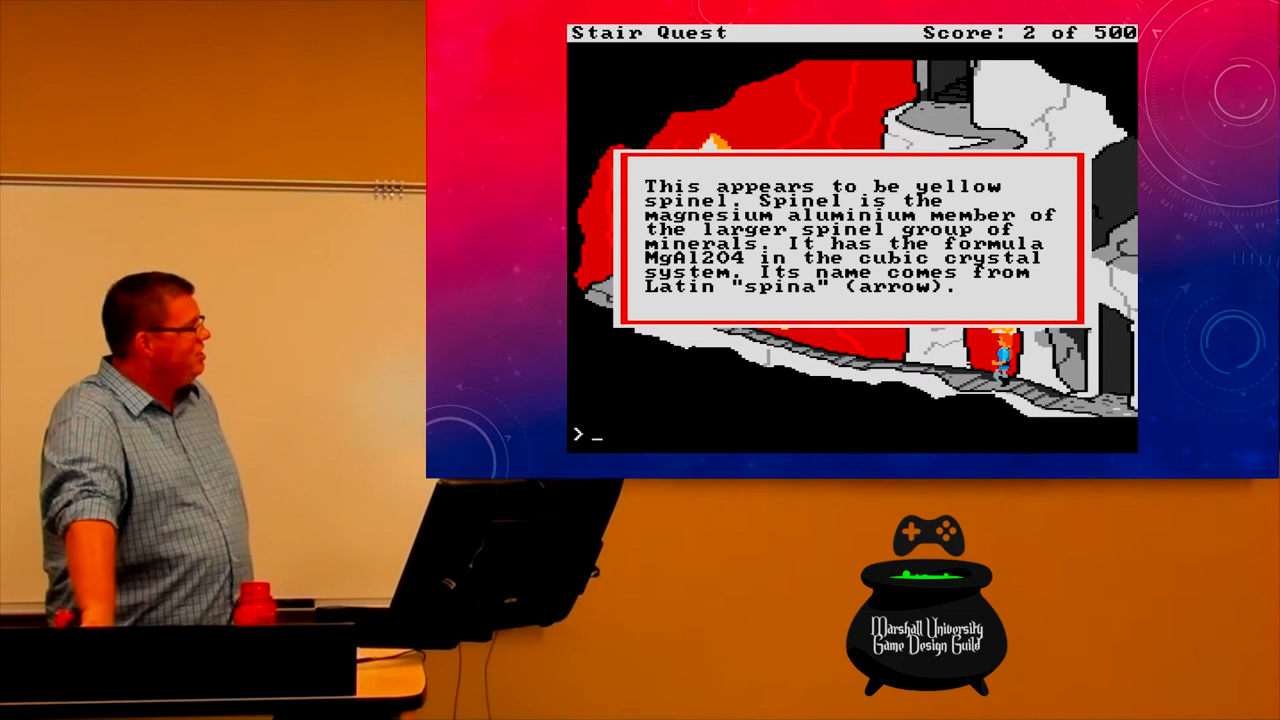 Stair Quest
Score: 2 of 500
This appears to be yellow
spinel. Spinel is the
magnesium aluminium member of
the larger spinel group of
minerals. It has the formula
MgAl2O4 in the cubic crystal
system. Its name comes from
Latin "spina" (arrow).
>_
Marshall University
Game Design Guild